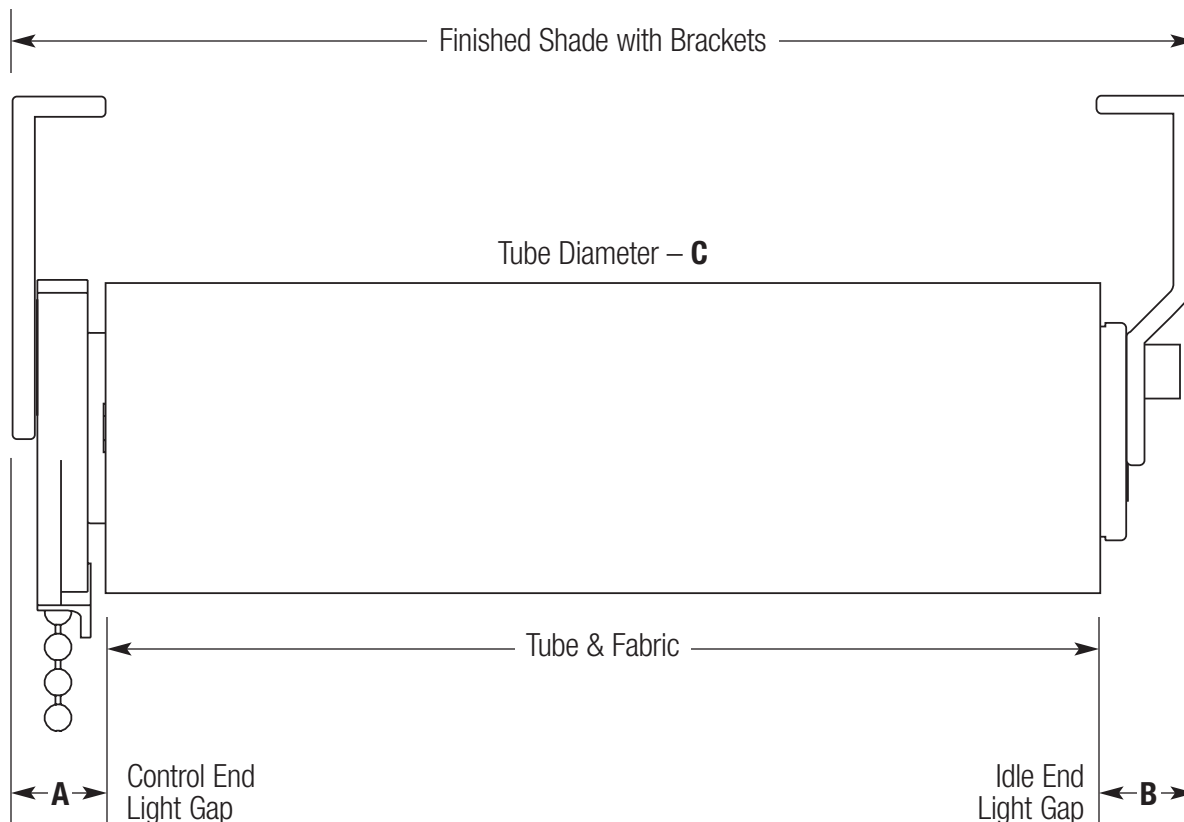 Finished Shade with Brackets
Tube Diameter – C
Tube & Fabric
A
Control End
Light Gap
Idle End
Light Gap
B